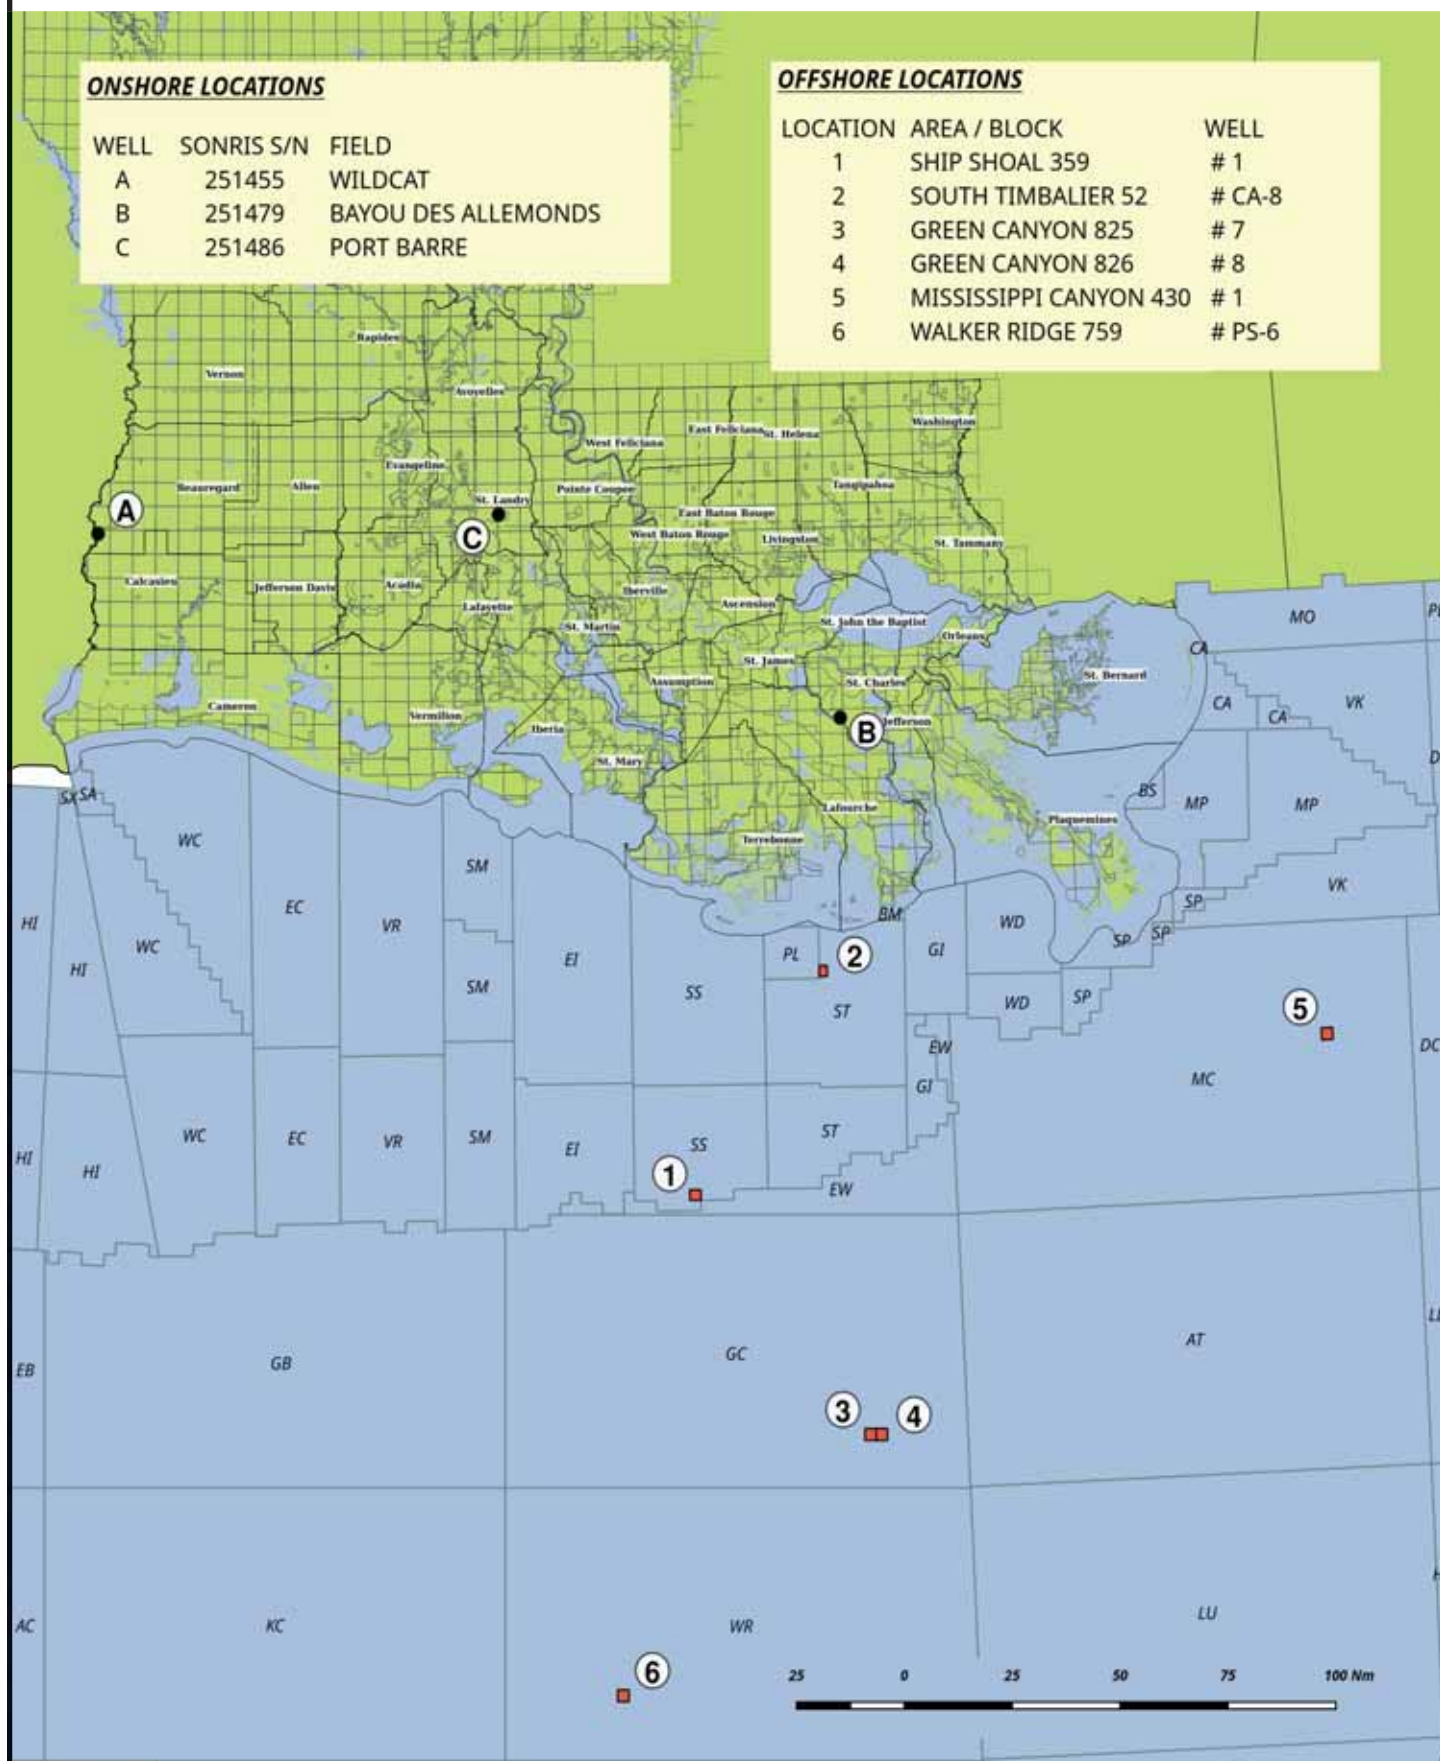 ONSHORE LOCATIONS
WELL SONRIS S/N FIELD
A 251455 WILDCAT
B 251479 BAYOU DES ALLEMONDS
C 251486 PORT BARRE
OFFSHORE LOCATIONS
LOCATION AREA / BLOCK WELL
1 SHIP SHOAL 359 # 1
2 SOUTH TIMBALIER 52 # CA-8
3 GREEN CANYON 825 # 7
4 GREEN CANYON 826 # 8
5 MISSISSIPPI CANYON 430 # 1
6 WALKER RIDGE 759 # PS-6
Rapides
Vernon
Avoyelles
Washington
East Feliciana
St. Helena
West Feliciana
Evangeline
Beauregard
Allen
Pointe Coupee
Tangipahoa
St. Landry
A
East Baton Rouge
C
West Baton Rouge
Livingston
St. Tammany
Calcasieu
Jefferson Davis
Acadia
Iberville
Ascension
Lafayette
St. Martin
St. John the Baptist
Orleans
MO
CA
St. James
St. Bernard
Assumption
St. Charles
Cameron
Vermilion
Iberia
B
Jefferson
CA
CA
VK
St. Mary
BS
MP
MP
SX
SA
Lafourche
Plaquemines
WC
Terrebonne
SM
VK
HI
EC
VR
BM
WD
SP
WC
EI
PL
2
GI
SP
SP
HI
SM
SS
ST
WD
SP
5
EW
DC
MC
GI
HI
HI
WC
EC
VR
SM
EI
SS
ST
1
EW
EB
GB
GC
AT
3
4
AC
KC
WR
LU
6
25 0 25 50 75 100 Nm